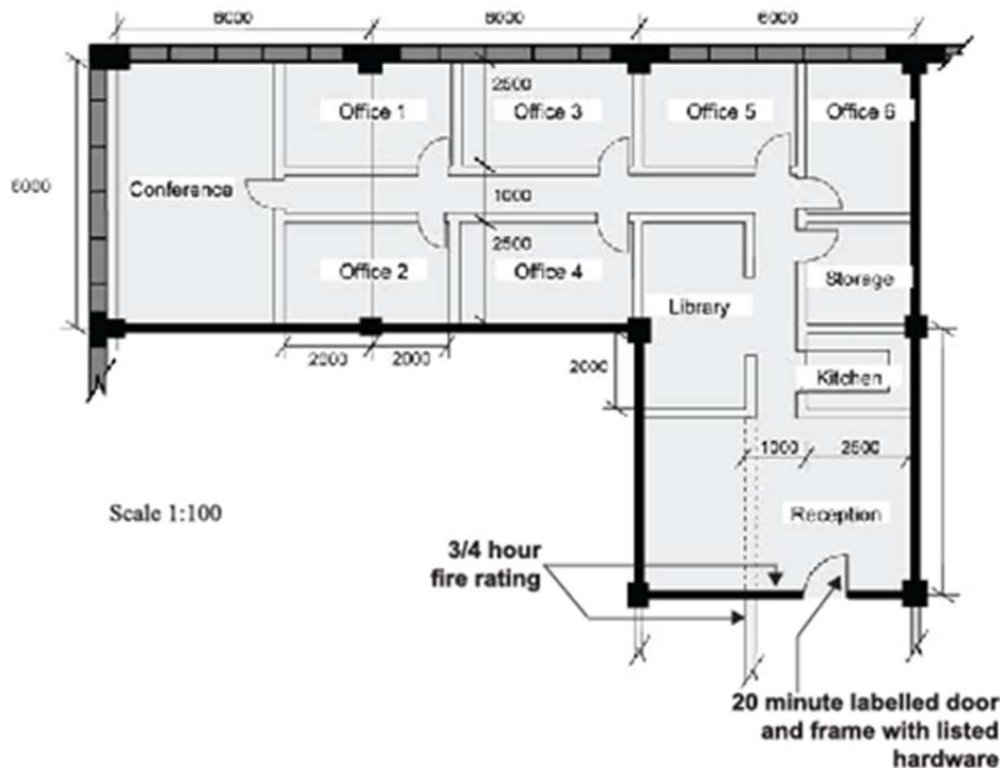 6000
6000
6000
2500
Office 1
Office 3
Office 5
Office 6
6000
Conference
1000
2500
Office 2
Office 4
Storage
Library
2000
2000
2000
Kitchen
1000
2500
Scale 1:100
Reception
3/4 hour
fire rating
20 minute labelled door
and frame with listed
hardware